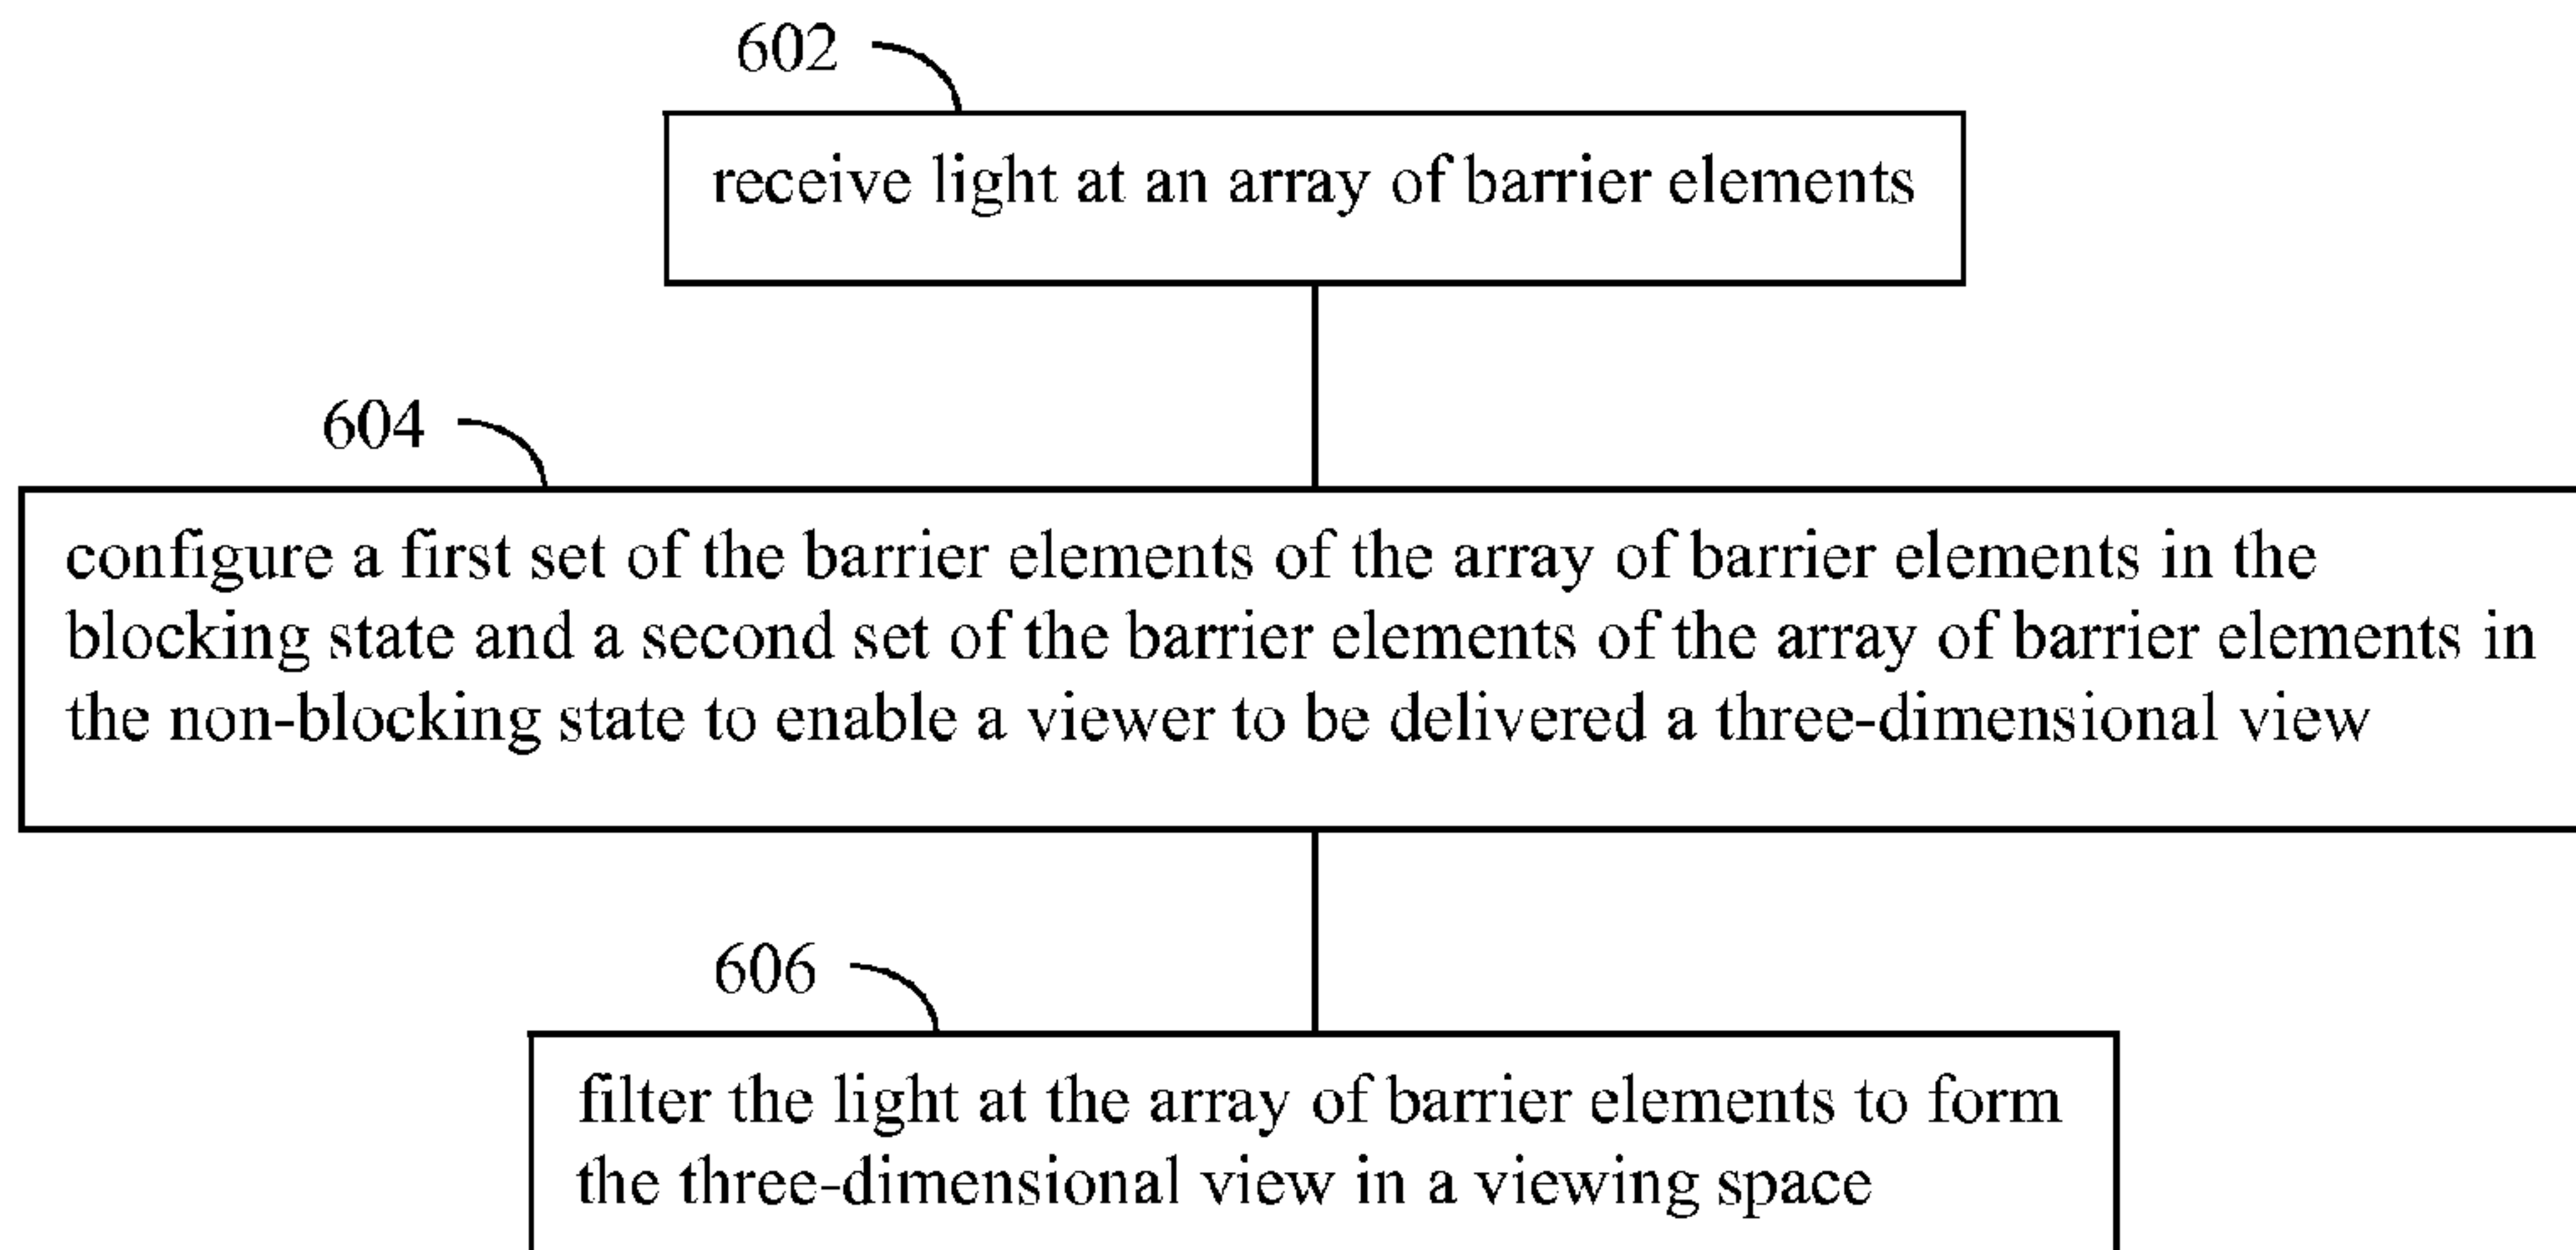 602
receive light at an array of barrier elements
604
configure a first set of the barrier elements of the array of barrier elements in the
blocking state and a second set of the barrier elements of the array of barrier elements in
the non-blocking state to enable a viewer to be delivered a three-dimensional view
606
filter the light at the array of barrier elements to form
the three-dimensional view in a viewing space